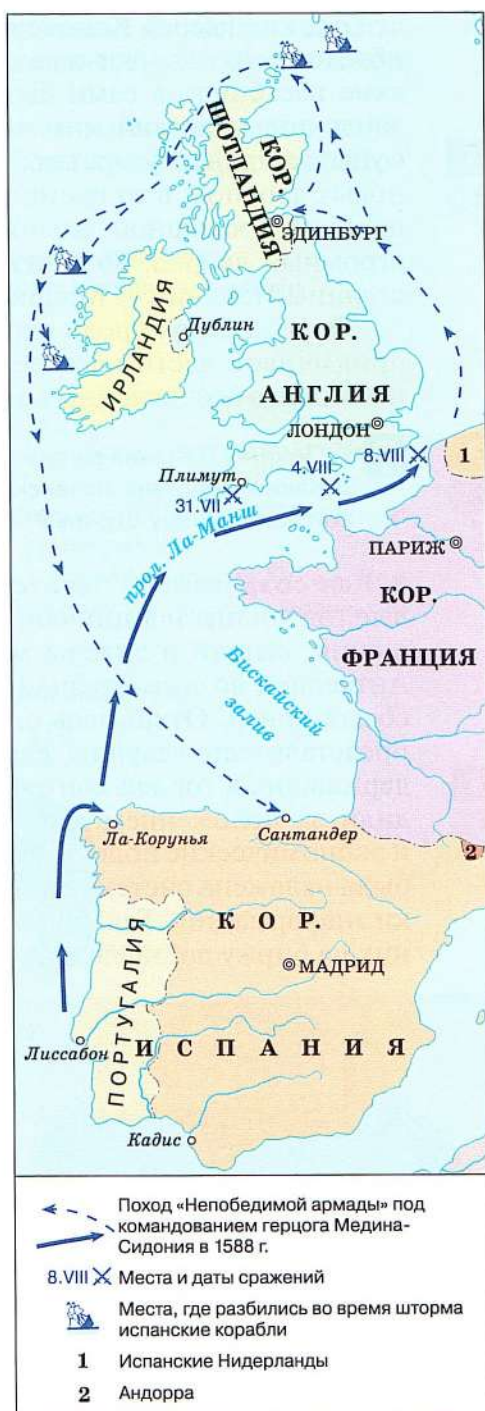 ШОТЛАНДИЯ
КОР.
ЭДИНБУРГ
ИРЛАНДИЯ
Дублин
КОР.
АНГЛИЯ
ЛОНДОН
Плимут
31.VII
4.VIII
8.VIII
1
прол. Ла-Манш
ПАРИЖ
КОР.
ФРАНЦИЯ
Бискайский
залив
Ла-Корунья
Сантандер
2
КОР.
МАДРИД
ПОРТУГАЛИЯ
Лиссабон
ИСПАНИЯ
Кадис
Поход «Непобедимой армады» под
командованием герцога Медина-
Сидония в 1588 г.
8.VIII Места и даты сражений
Места, где разбились во время шторма
испанские корабли
1 Испанские Нидерланды
2 Андорра